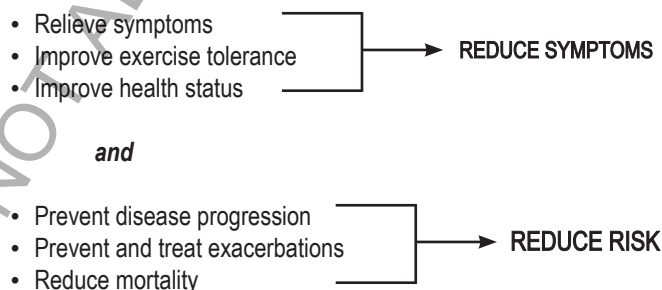 • Relieve symptoms
• Improve exercise tolerance
• Improve health status
REDUCE SYMPTOMS
and
• Prevent disease progression
• Prevent and treat exacerbations
• Reduce mortality
REDUCE RISK
NOT